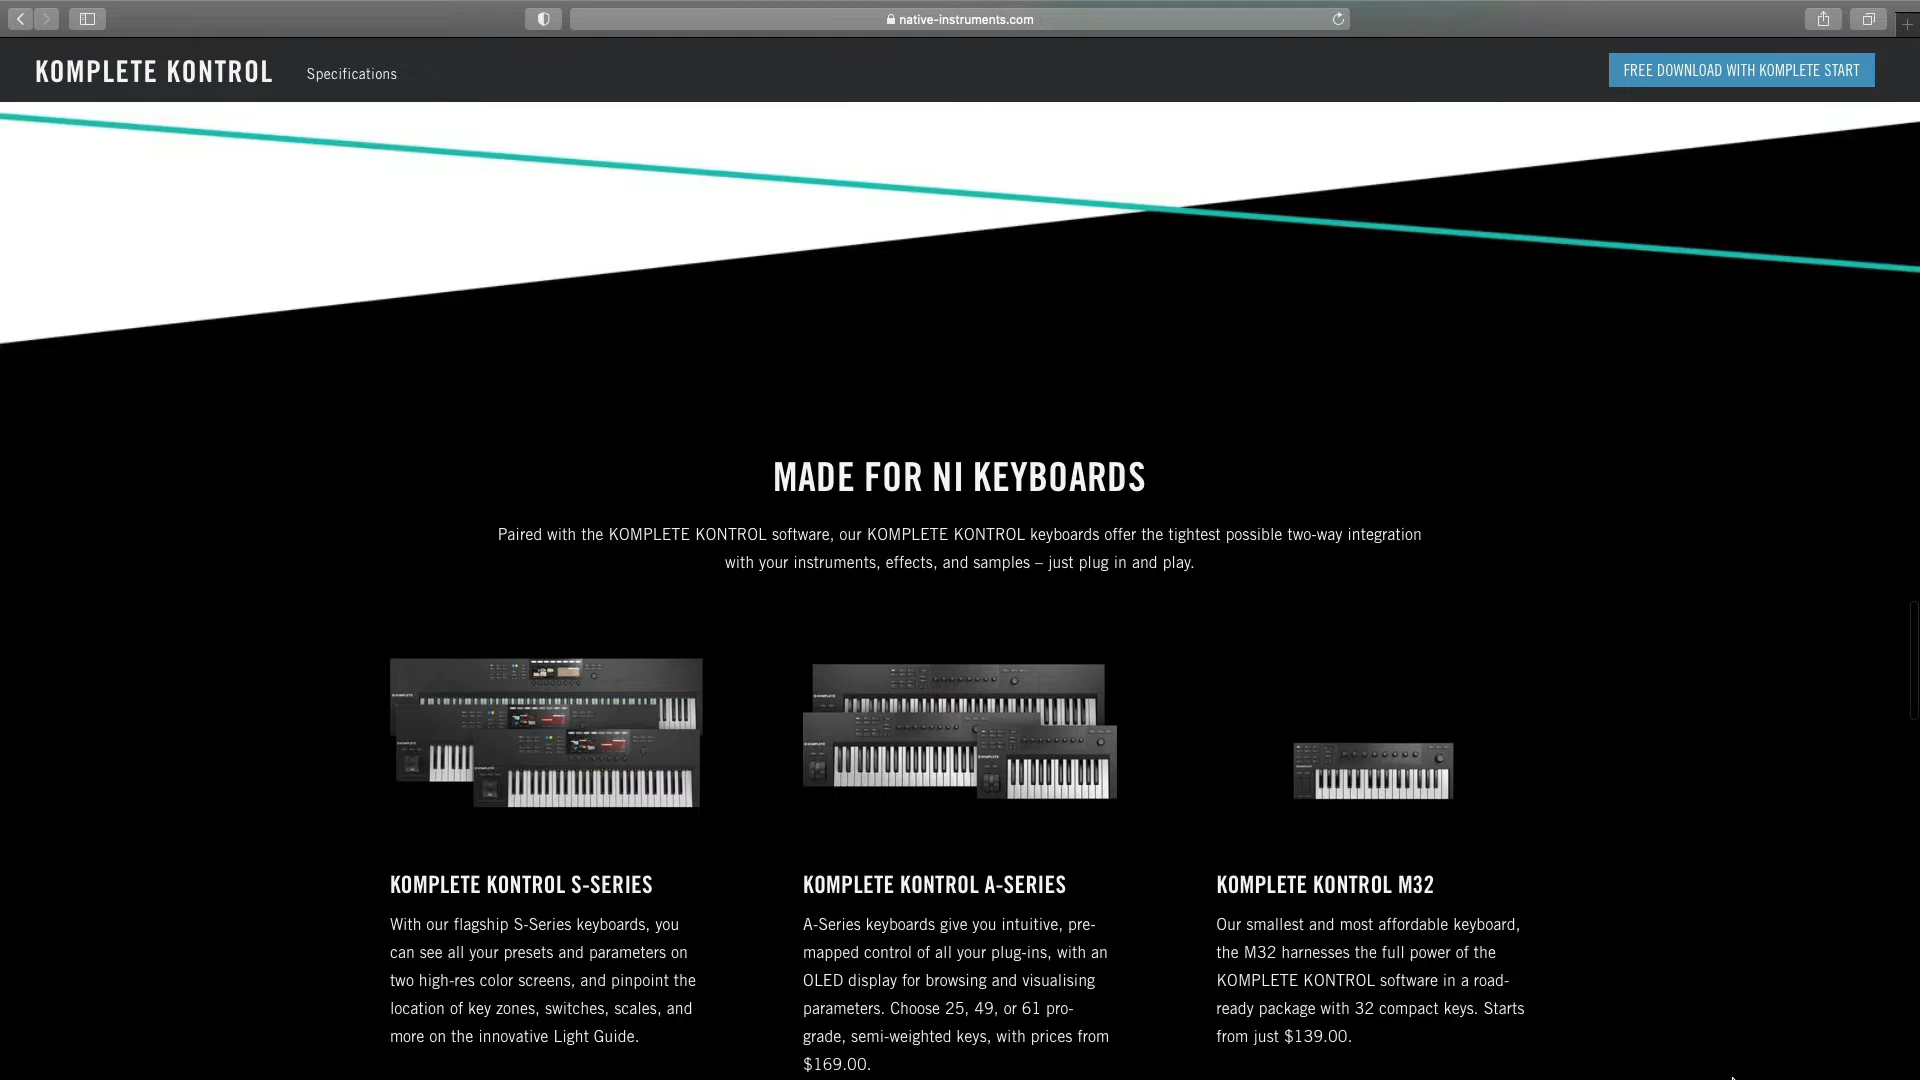 native-instruments.com
KOMPLETE KONTROL
Specifications
FREE DOWNLOAD WITH KOMPLETE START
MADE FOR NI KEYBOARDS
Paired with the KOMPLETE KONTROL software, our KOMPLETE KONTROL keyboards offer the tightest possible two-way integration
with your instruments, effects, and samples – just plug in and play.
KOMPLETE KONTROL S-SERIES
With our flagship S-Series keyboards, you
can see all your presets and parameters on
two high-res color screens, and pinpoint the
location of key zones, switches, scales, and
more on the innovative Light Guide.
KOMPLETE KONTROL A-SERIES
A-Series keyboards give you intuitive, pre-
mapped control of all your plug-ins, with an
OLED display for browsing and visualising
parameters. Choose 25, 49, or 61 pro-
grade, semi-weighted keys, with prices from
$169.00.
KOMPLETE KONTROL M32
Our smallest and most affordable keyboard,
the M32 harnesses the full power of the
KOMPLETE KONTROL software in a road-
ready package with 32 compact keys. Starts
from just $139.00.